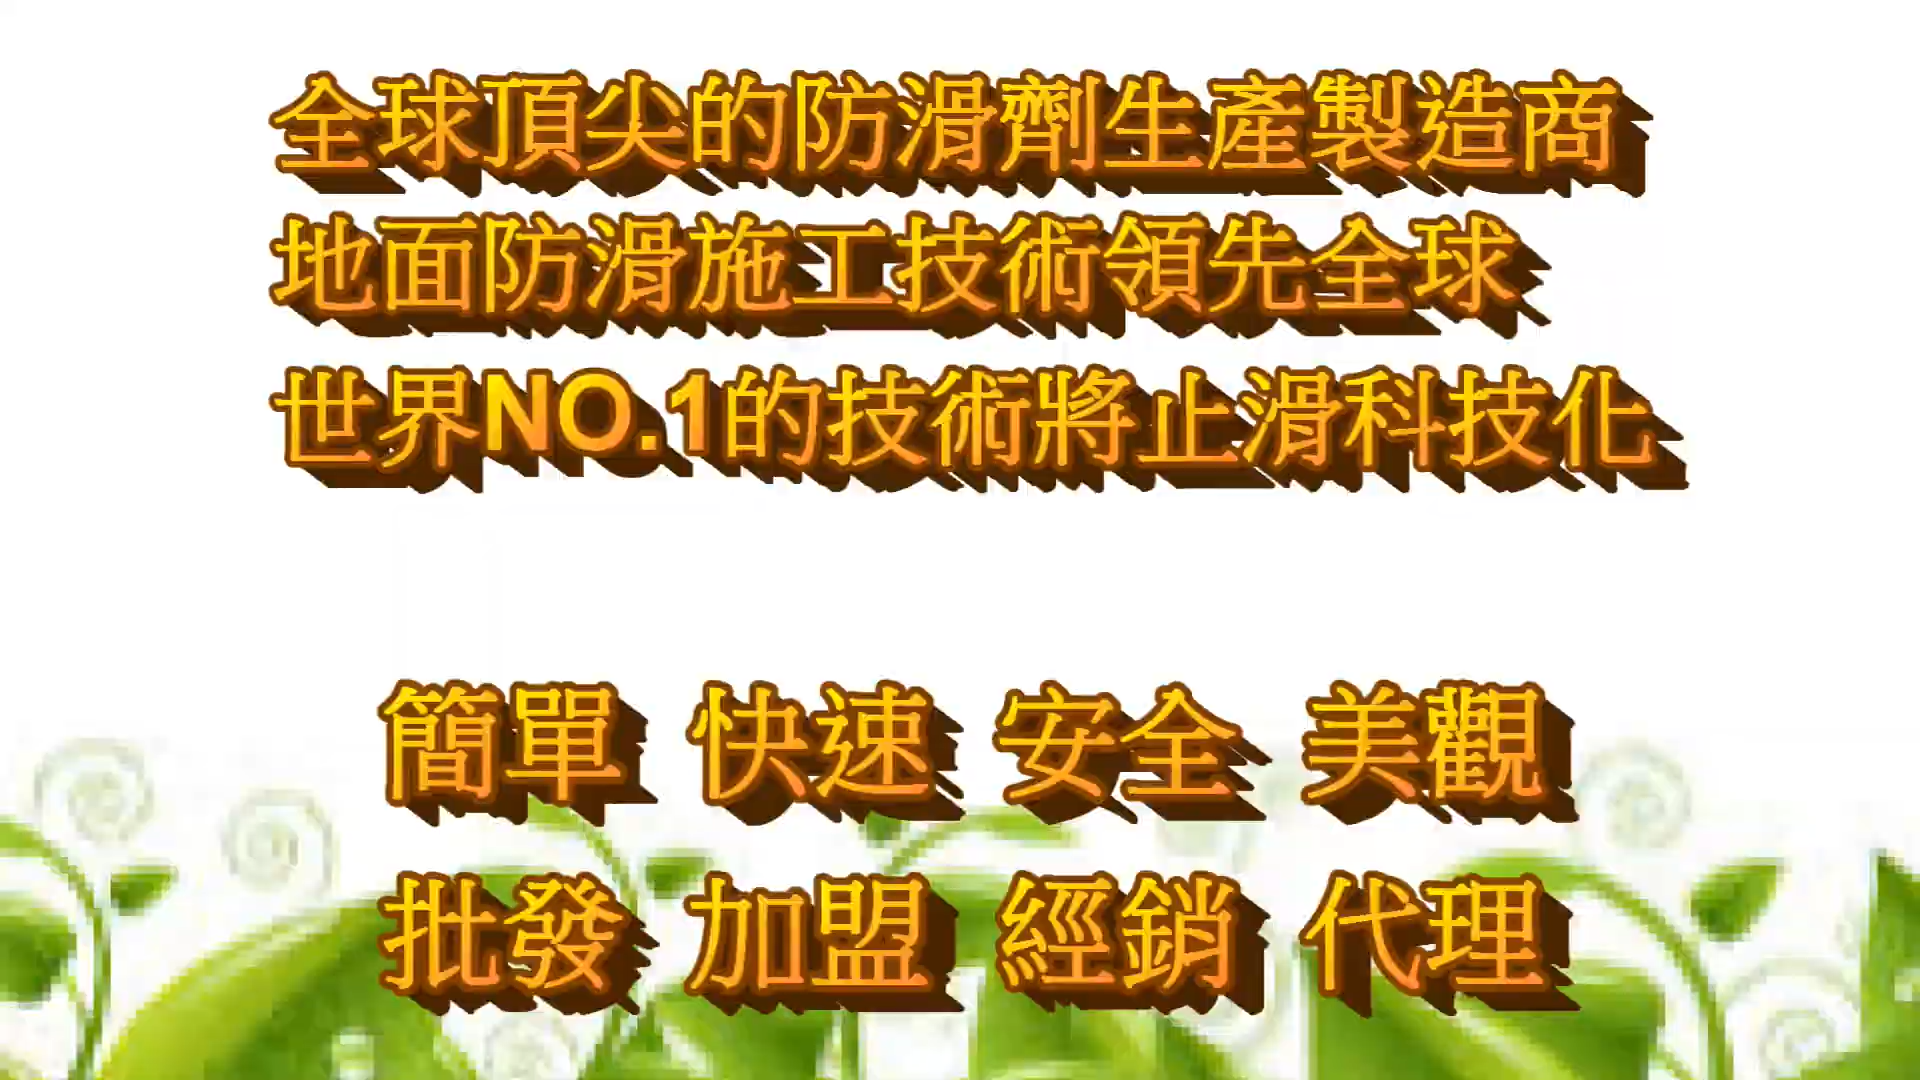 全球頂尖的防滑劑生產製造商
地面防滑施工技術領先全球
世界NO.1的技術將止滑科技化
簡單 快速 安全 美觀
批發 加盟 經銷 代理